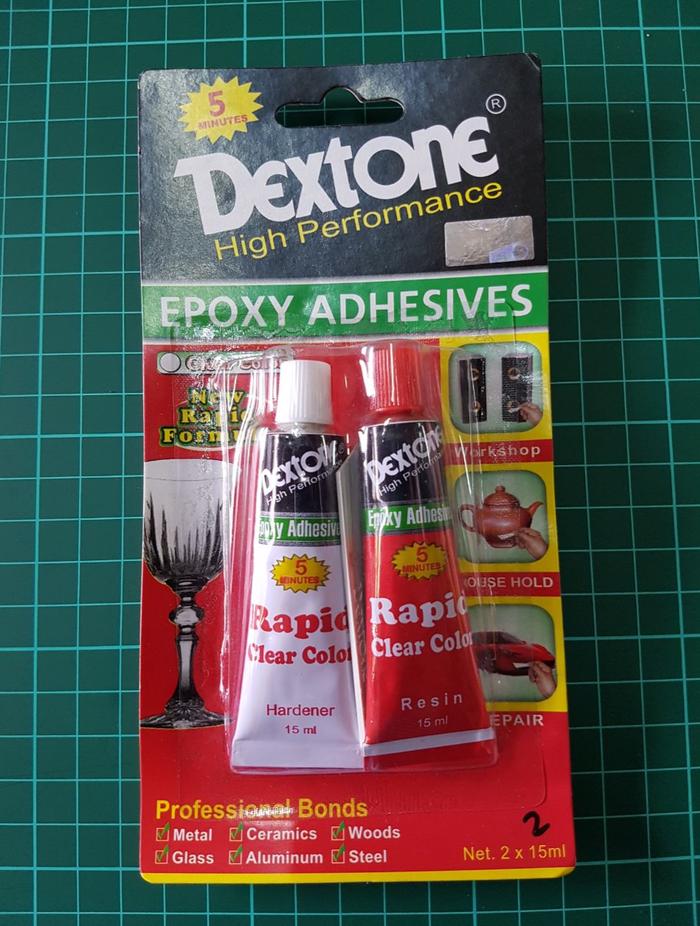 5
MINUTES
Dextone®
High Performance
EPOXY ADHESIVES
New
Rapid
Workshop
Dextone
High Performance
Epoxy Adhesive
5
MINUTES
Rapid
Clear Color
Hardener
15 ml
Dextone
High Performance
Epoxy Adhesive
5
MINUTES
Rapid
Clear Color
Resin
15 ml
OUSE HOLD
EPAIR
Professional Bonds
Metal Ceramics Woods
Glass Aluminum Steel
2
Net. 2 x 15ml